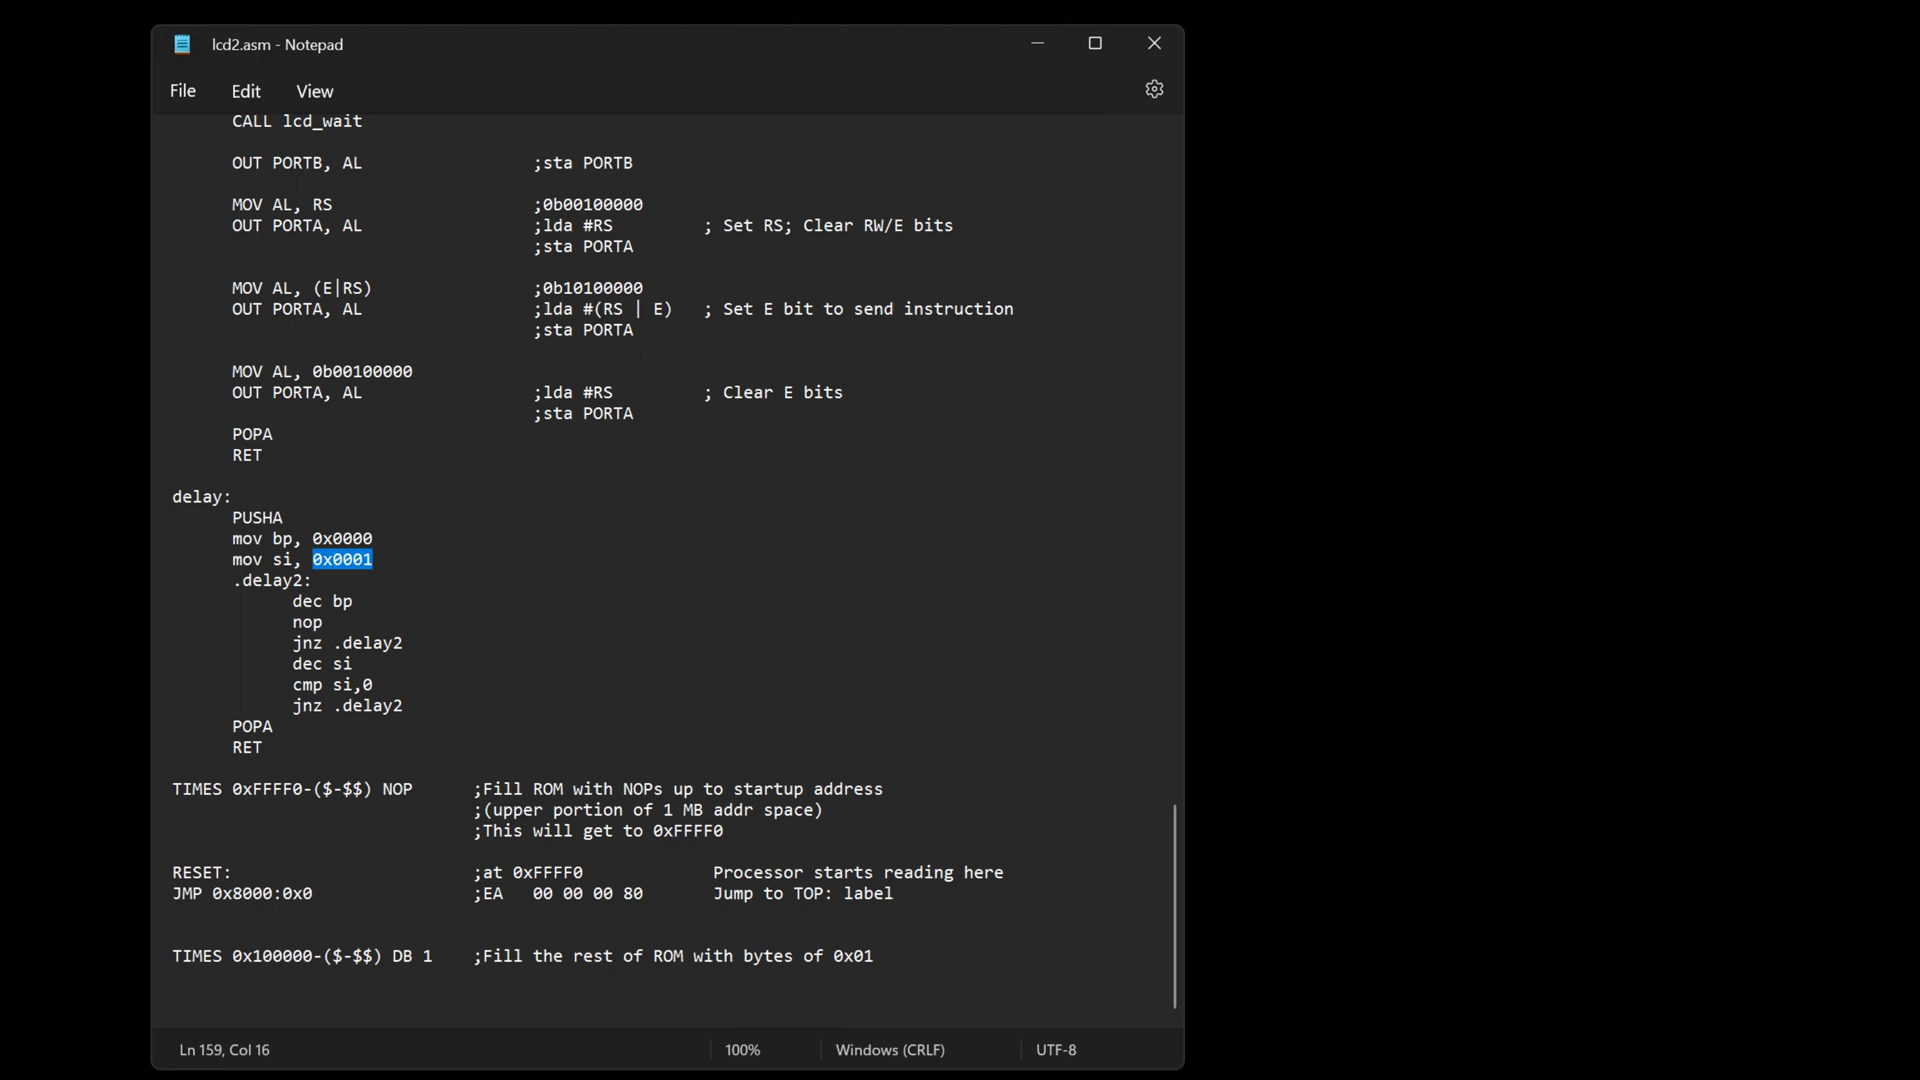 lcd2.asm - Notepad
File Edit View
CALL lcd_wait
OUT PORTB, AL ;sta PORTB
MOV AL, RS ;0b00100000
OUT PORTA, AL ;lda #RS ; Set RS; Clear RW/E bits
;sta PORTA
MOV AL, (E|RS) ;0b10100000
OUT PORTA, AL ;lda #(RS | E) ; Set E bit to send instruction
;sta PORTA
MOV AL, 0b00100000
OUT PORTA, AL ;lda #RS ; Clear E bits
;sta PORTA
POPA
RET
delay:
PUSHA
mov bp, 0x0000
mov si, 0x0001
.delay2:
dec bp
nop
jnz .delay2
dec si
cmp si,0
jnz .delay2
POPA
RET
TIMES 0xFFFF0-($-$$) NOP ;Fill ROM with NOPs up to startup address
;(upper portion of 1 MB addr space)
;This will get to 0xFFFF0
RESET: ;at 0xFFFF0 Processor starts reading here
JMP 0x8000:0x0 ;EA 00 00 00 80 Jump to TOP: label
TIMES 0x100000-($-$$) DB 1 ;Fill the rest of ROM with bytes of 0x01
Ln 159, Col 16 100% Windows (CRLF) UTF-8